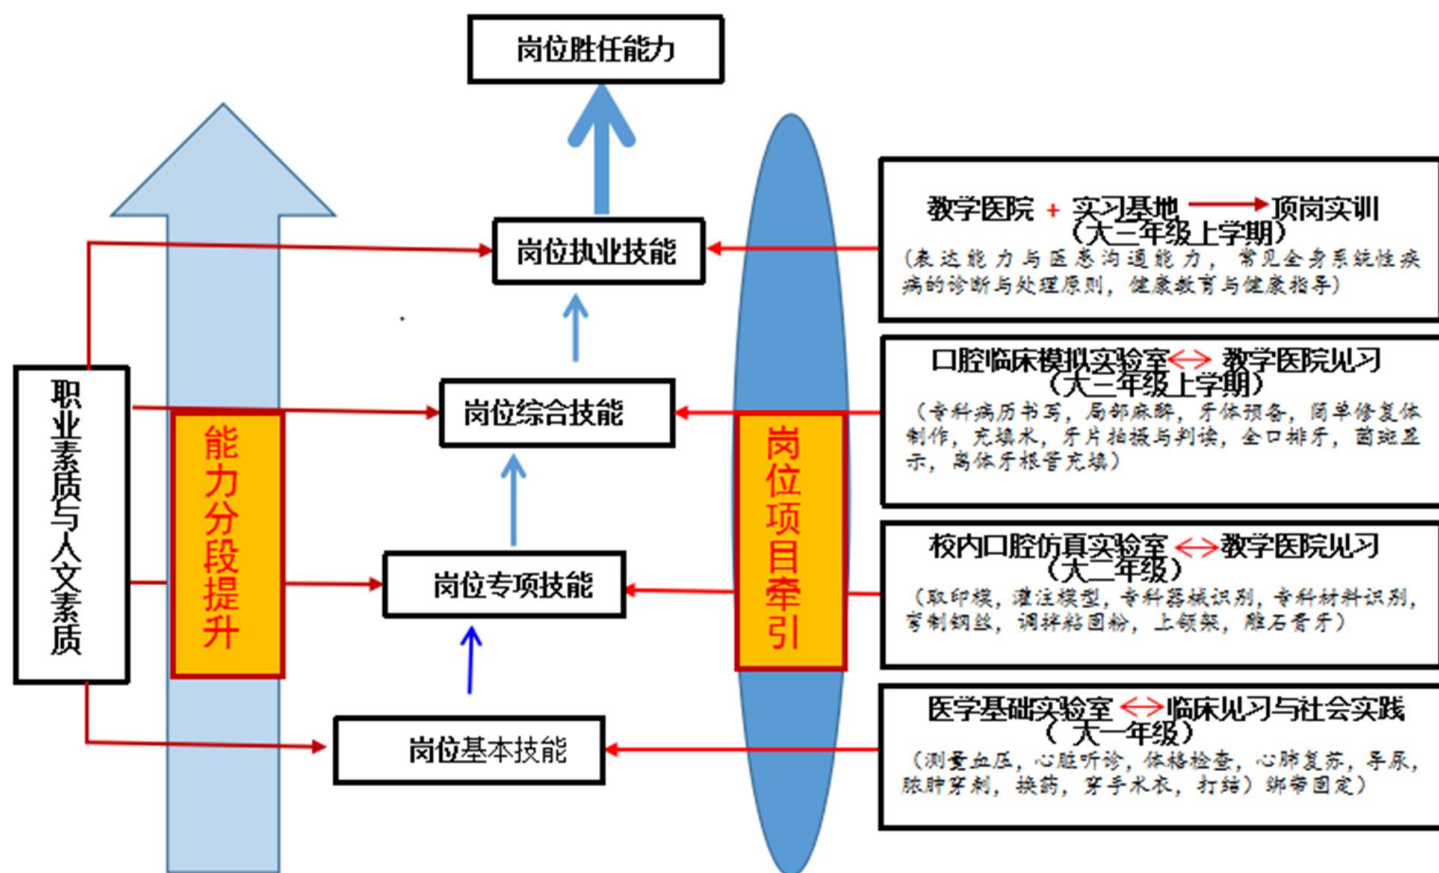 岗位胜任能力
岗位执业技能
岗位综合技能
岗位专项技能
岗位基本技能
职业素质与人文素质
能力分段提升
岗位项目牵引
教学医院 + 实习基地 顶岗实训
（大三年级上学期）
（表达能力与医患沟通能力，常见全身系统性疾
病的诊断与处理原则，健康教育与健康指导）
口腔临床模拟实验室 教学医院见习
（大三年级上学期）
（专科病历书写，局部麻醉，牙体预备，简单修复体
制作，充填术，牙片拍摄与判读，全口排牙，菌斑显
示，离体牙根管充填）
校内口腔仿真实验室 教学医院见习
（大二年级）
（取印模，灌注模型，专科器械识别，专科材料识别，
弯制钢丝，调拌粘固粉，上颌架，雕石膏牙）
医学基础实验室 临床见习与社会实践
（ 大一年级）
（测量血压，心脏听诊，体格检查，心肺复苏，导尿，
脓肿穿刺，换药，穿手术衣，打结）绑带固定）